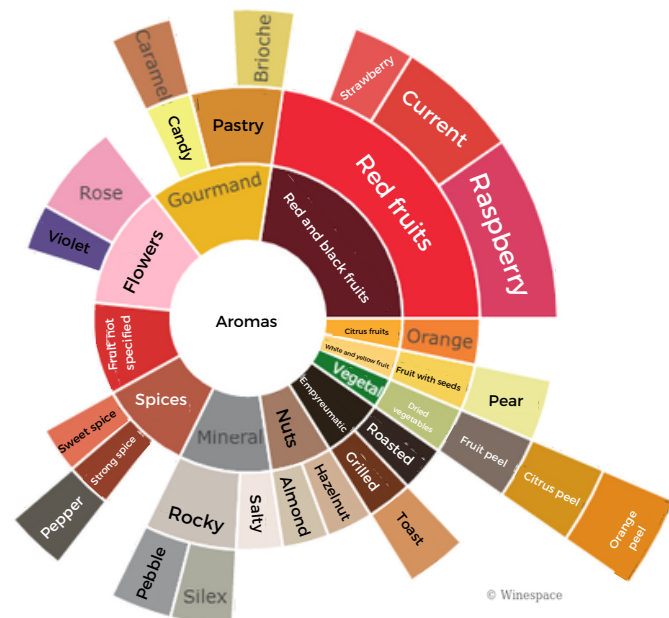 Aromas
Red and black fruits
Red fruits
Strawberry
Current
Raspberry
Citrus fruits
Orange
White and yellow fruit
Fruit with seeds
Pear
Vegetal
Dried
vegetables
Fruit peel
Citrus peel
Orange
peel
Empyreumatic
Roasted
Grilled
Toast
Nuts
Hazelnut
Almond
Mineral
Salty
Rocky
Silex
Pebble
Spices
Strong spice
Sweet spice
Pepper
Fruit not
specified
Flowers
Violet
Rose
Gourmand
Candy
Caramel
Pastry
Brioche
© Winespace